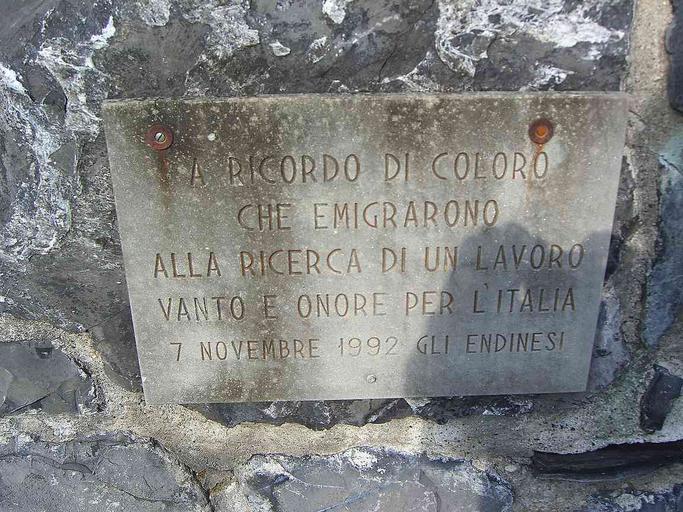 A RICORDO DI COLORO
CHE EMIGRARONO
ALLA RICERCA DI UN LAVORO
VANTO E ONORE PER L'ITALIA
7 NOVEMBRE 1992 GLI ENDINESI